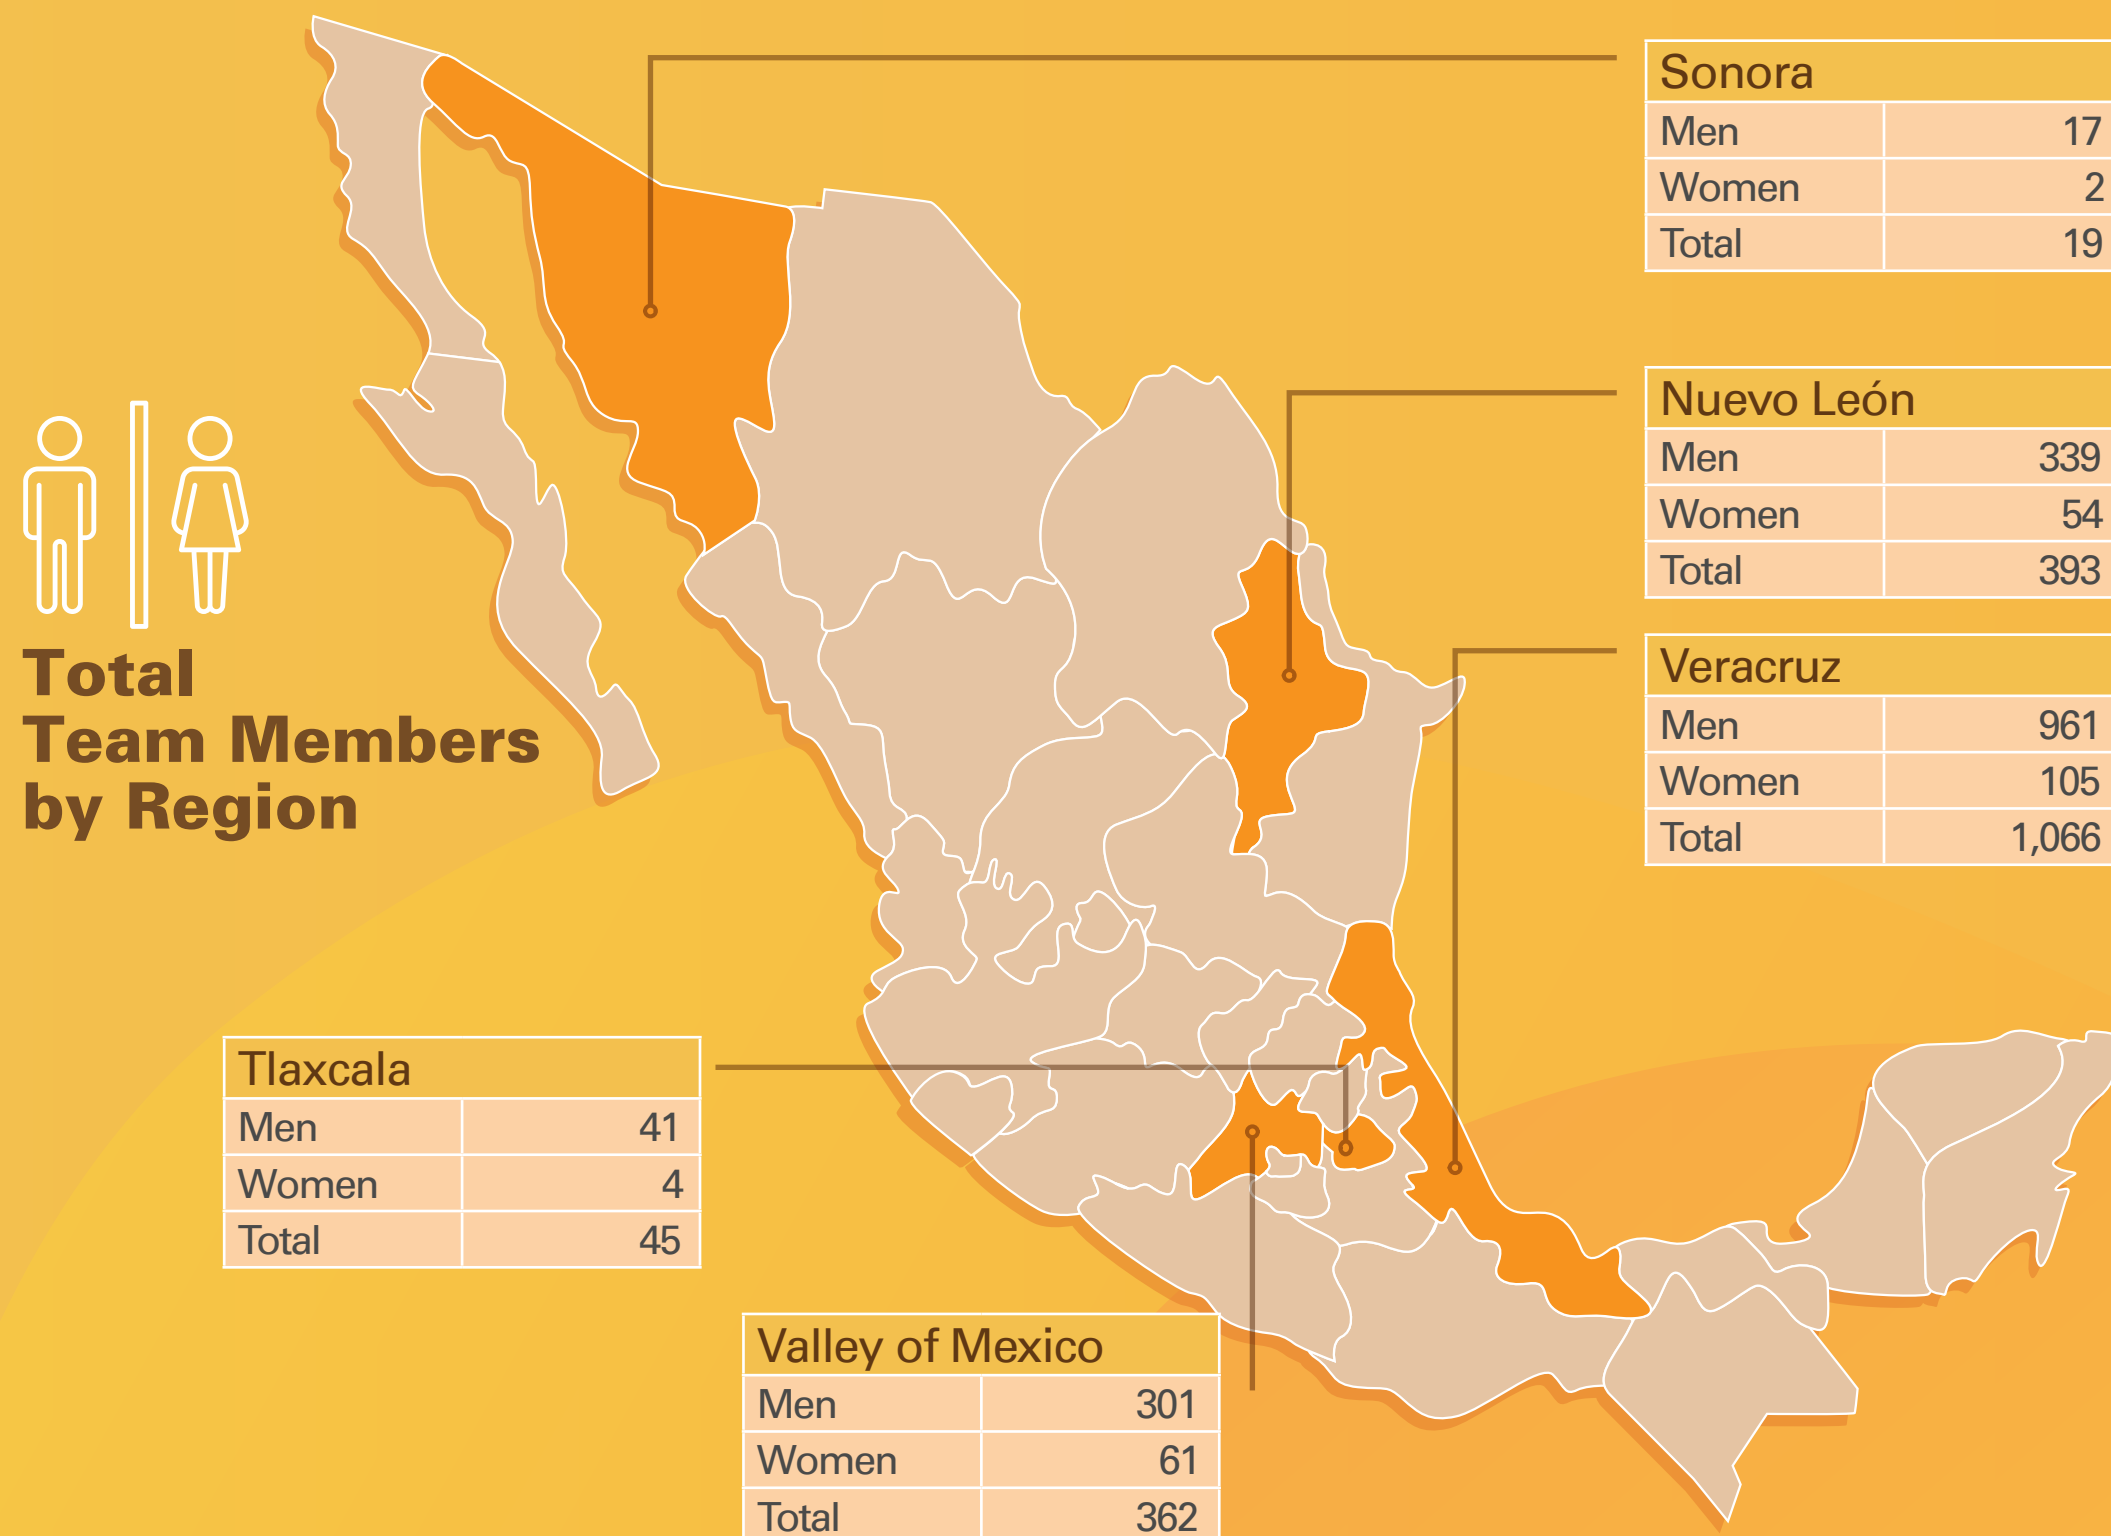 Total
Team Members
by Region
Sonora
Men 17
Women 2
Total 19
Nuevo León
Men 339
Women 54
Total 393
Veracruz
Men 961
Women 105
Total 1,066
Tlaxcala
Men 41
Women 4
Total 45
Valley of Mexico
Men 301
Women 61
Total 362